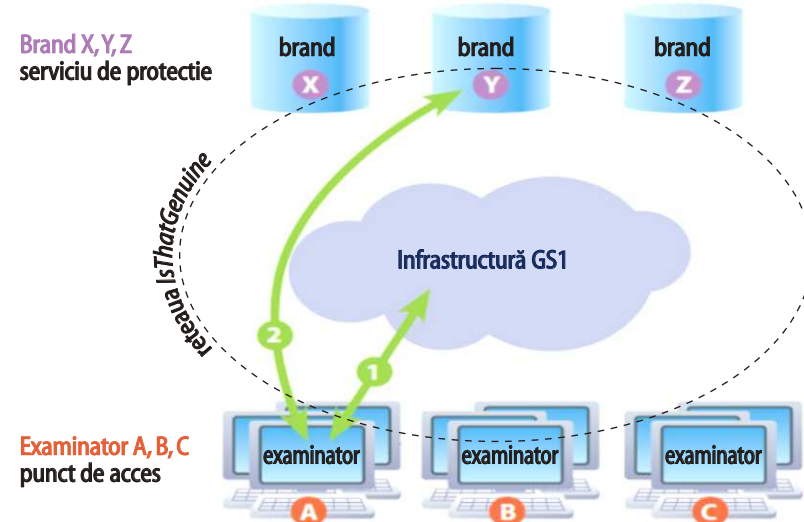 Brand X, Y, Z
serviciu de protectie
brand
X
brand
Y
brand
Z
reteaua IsThatGenuine
Infrastructură GS1
2
1
Examinator A, B, C
punct de acces
examinator
A
examinator
B
examinator
C